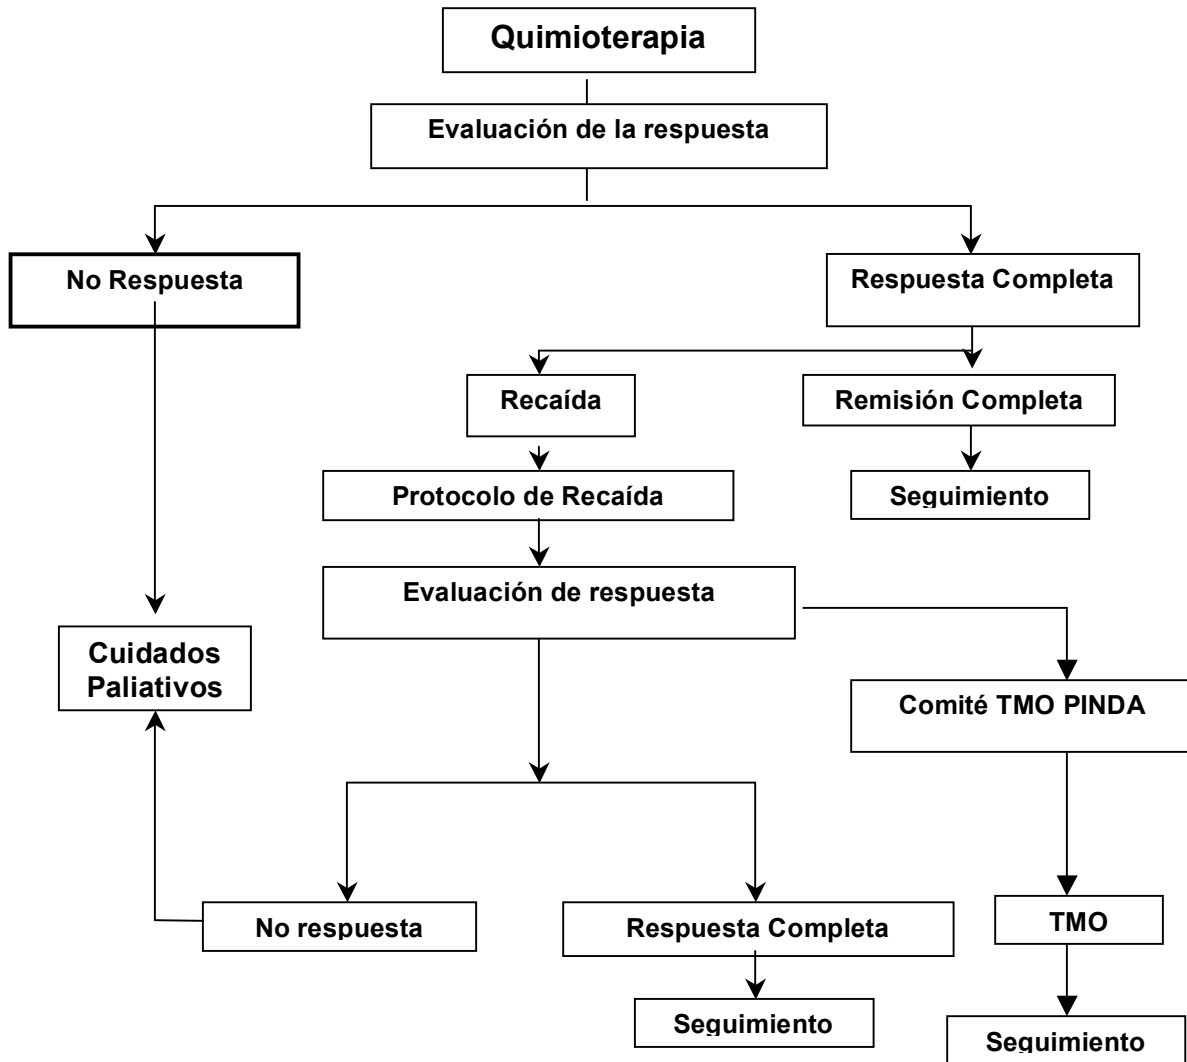 Quimioterapia
Evaluación de la respuesta
No Respuesta
Respuesta Completa
Recaída
Remisión Completa
Protocolo de Recaída
Seguimiento
Evaluación de respuesta
Cuidados
Paliativos
Comité TMO PINDA
No respuesta
Respuesta Completa
TMO
Seguimiento
Seguimiento